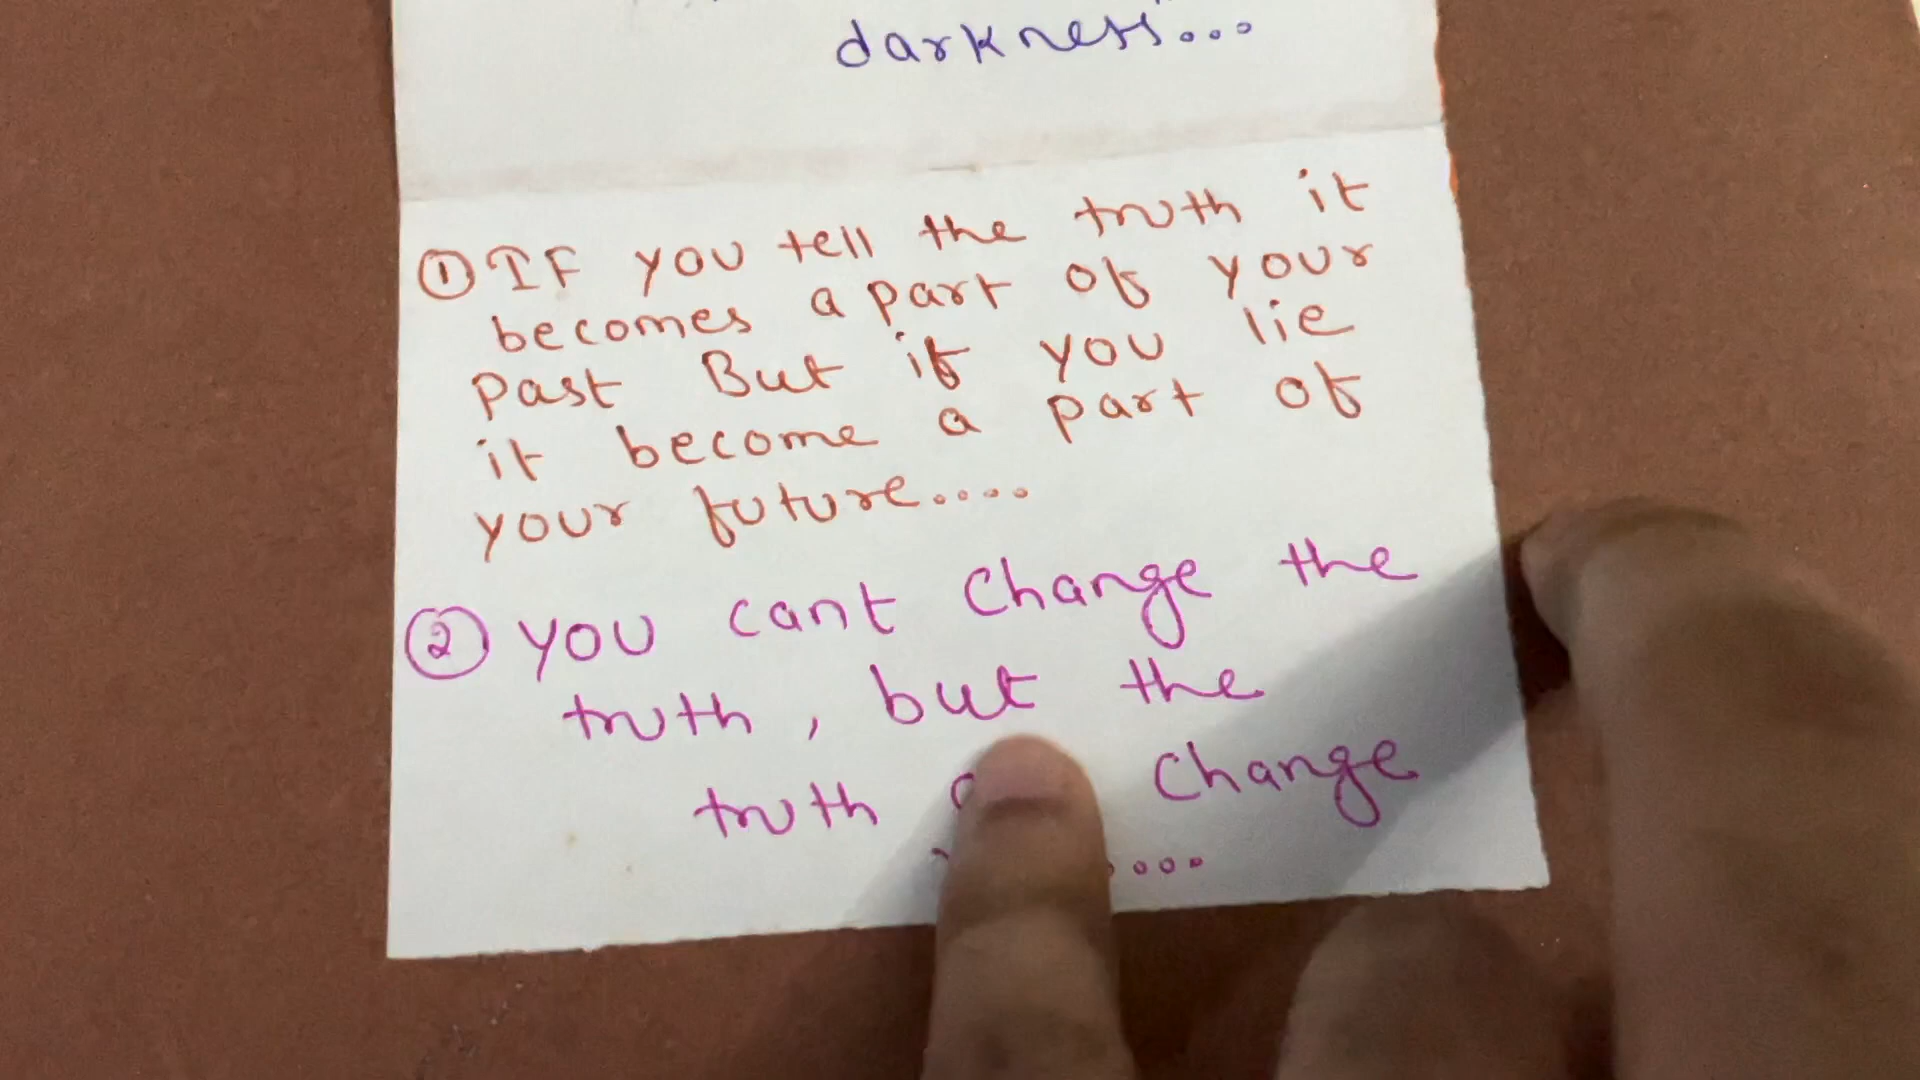 darkness...
① IF you tell the truth it
becomes a part of your
past But if you lie
it become a part of
your future....
② you cant change the
truth, but the
truth change
...